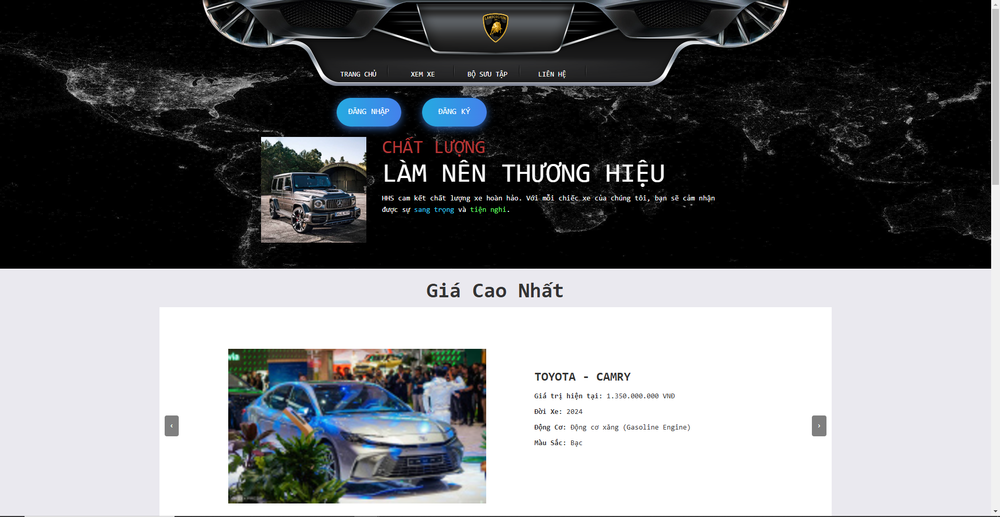 LAMBORGHINI
TRANG CHỦ
XEM XE
BỘ SƯU TẬP
LIÊN HỆ
ĐĂNG NHẬP
ĐĂNG KÝ
CHẤT LƯỢNG
LÀM NÊN THƯƠNG HIỆU
HHS cam kết chất lượng xe hoàn hảo. Với mỗi chiếc xe của chúng tôi, bạn sẽ cảm nhận
được sự sang trọng và tiện nghi.
Giá Cao Nhất
TOYOTA - CAMRY
Giá trị hiện tại: 1.350.000.000 VNĐ
Đời Xe: 2024
Động Cơ: Động cơ xăng (Gasoline Engine)
Màu Sắc: Bạc
‹
›